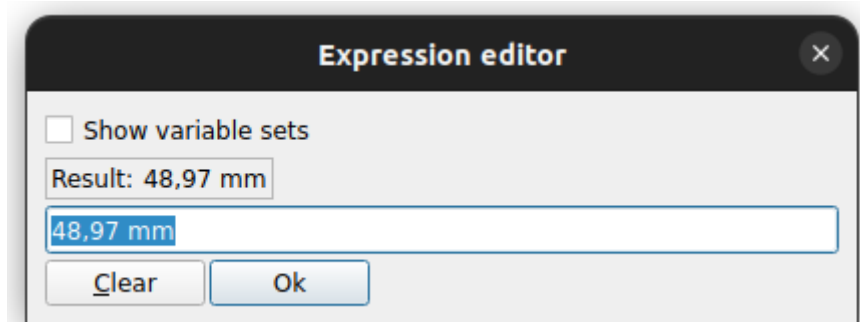 Expression editor
Show variable sets
Result: 48,97 mm
48,97 mm
Clear Ok